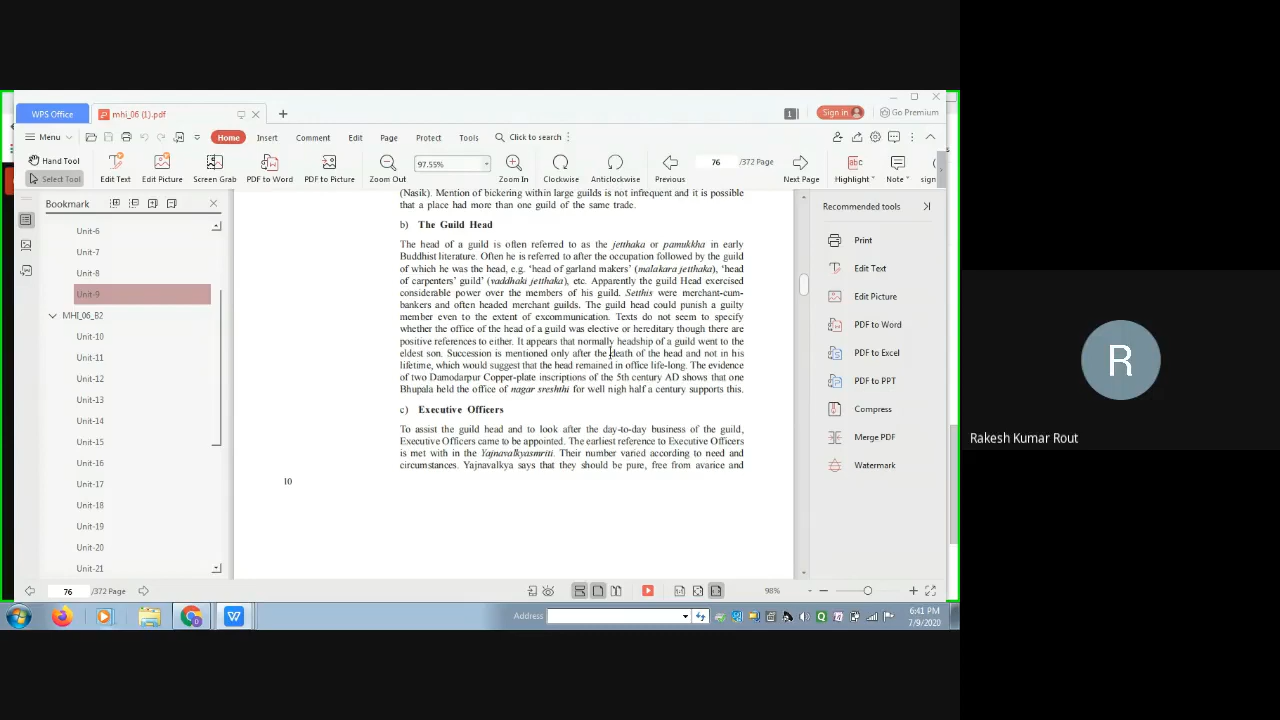 WPS Office
mhi_06 (1).pdf
1
Sign in
Go Premium
Menu
Home
Insert
Comment
Edit
Page
Protect
Tools
Click to search
Hand Tool
Select Tool
Edit Text
Edit Picture
Screen Grab
PDF to Word
PDF to Picture
Zoom Out
97.55%
Zoom In
Clockwise
Anticlockwise
Previous
76
/372 Page
Next Page
Highlight
Note
Bookmark
Unit-6
Unit-7
Unit-8
Unit-9
MHI_06_B2
Unit-10
Unit-11
Unit-12
Unit-13
Unit-14
Unit-15
Unit-16
Unit-17
Unit-18
Unit-19
Unit-20
Unit-21
(Nasik). Mention of bickering within large guilds is not infrequent and it is possible
that a place had more than one guild of the same trade.
b) The Guild Head
The head of a guild is often referred to as the jetthaka or pamukkha in early
Buddhist literature. Often he is referred to after the occupation followed by the guild
of which he was the head, e.g. 'head of garland makers' (malakara jetthaka), 'head
of carpenters' guild' (vaddhaki jetthaka), etc. Apparently the guild Head exercised
considerable power over the members of his guild. Setthis were merchant-cum-
bankers and often headed merchant guilds. The guild head could punish a guilty
member even to the extent of excommunication. Texts do not seem to specify
whether the office of the head of a guild was elective or hereditary though there are
positive references to either. It appears that normally headship of a guild went to the
eldest son. Succession is mentioned only after the death of the head and not in his
lifetime, which would suggest that the head remained in office life-long. The evidence
of two Damodarpur Copper-plate inscriptions of the 5th century AD shows that one
Bhupala held the office of nagar sreshthi for well nigh half a century supports this.
c) Executive Officers
To assist the guild head and to look after the day-to-day business of the guild,
Executive Officers came to be appointed. The earliest reference to Executive Officers
is met with in the Yajnavalkyasmriti. Their number varied according to need and
circumstances. Yajnavalkya says that they should be pure, free from avarice and
10
Recommended tools
Print
Edit Text
Edit Picture
PDF to Word
PDF to Excel
PDF to PPT
Compress
Merge PDF
Watermark
76
/372 Page
98%
Address
6:41 PM
7/9/2020
R
Rakesh Kumar Rout